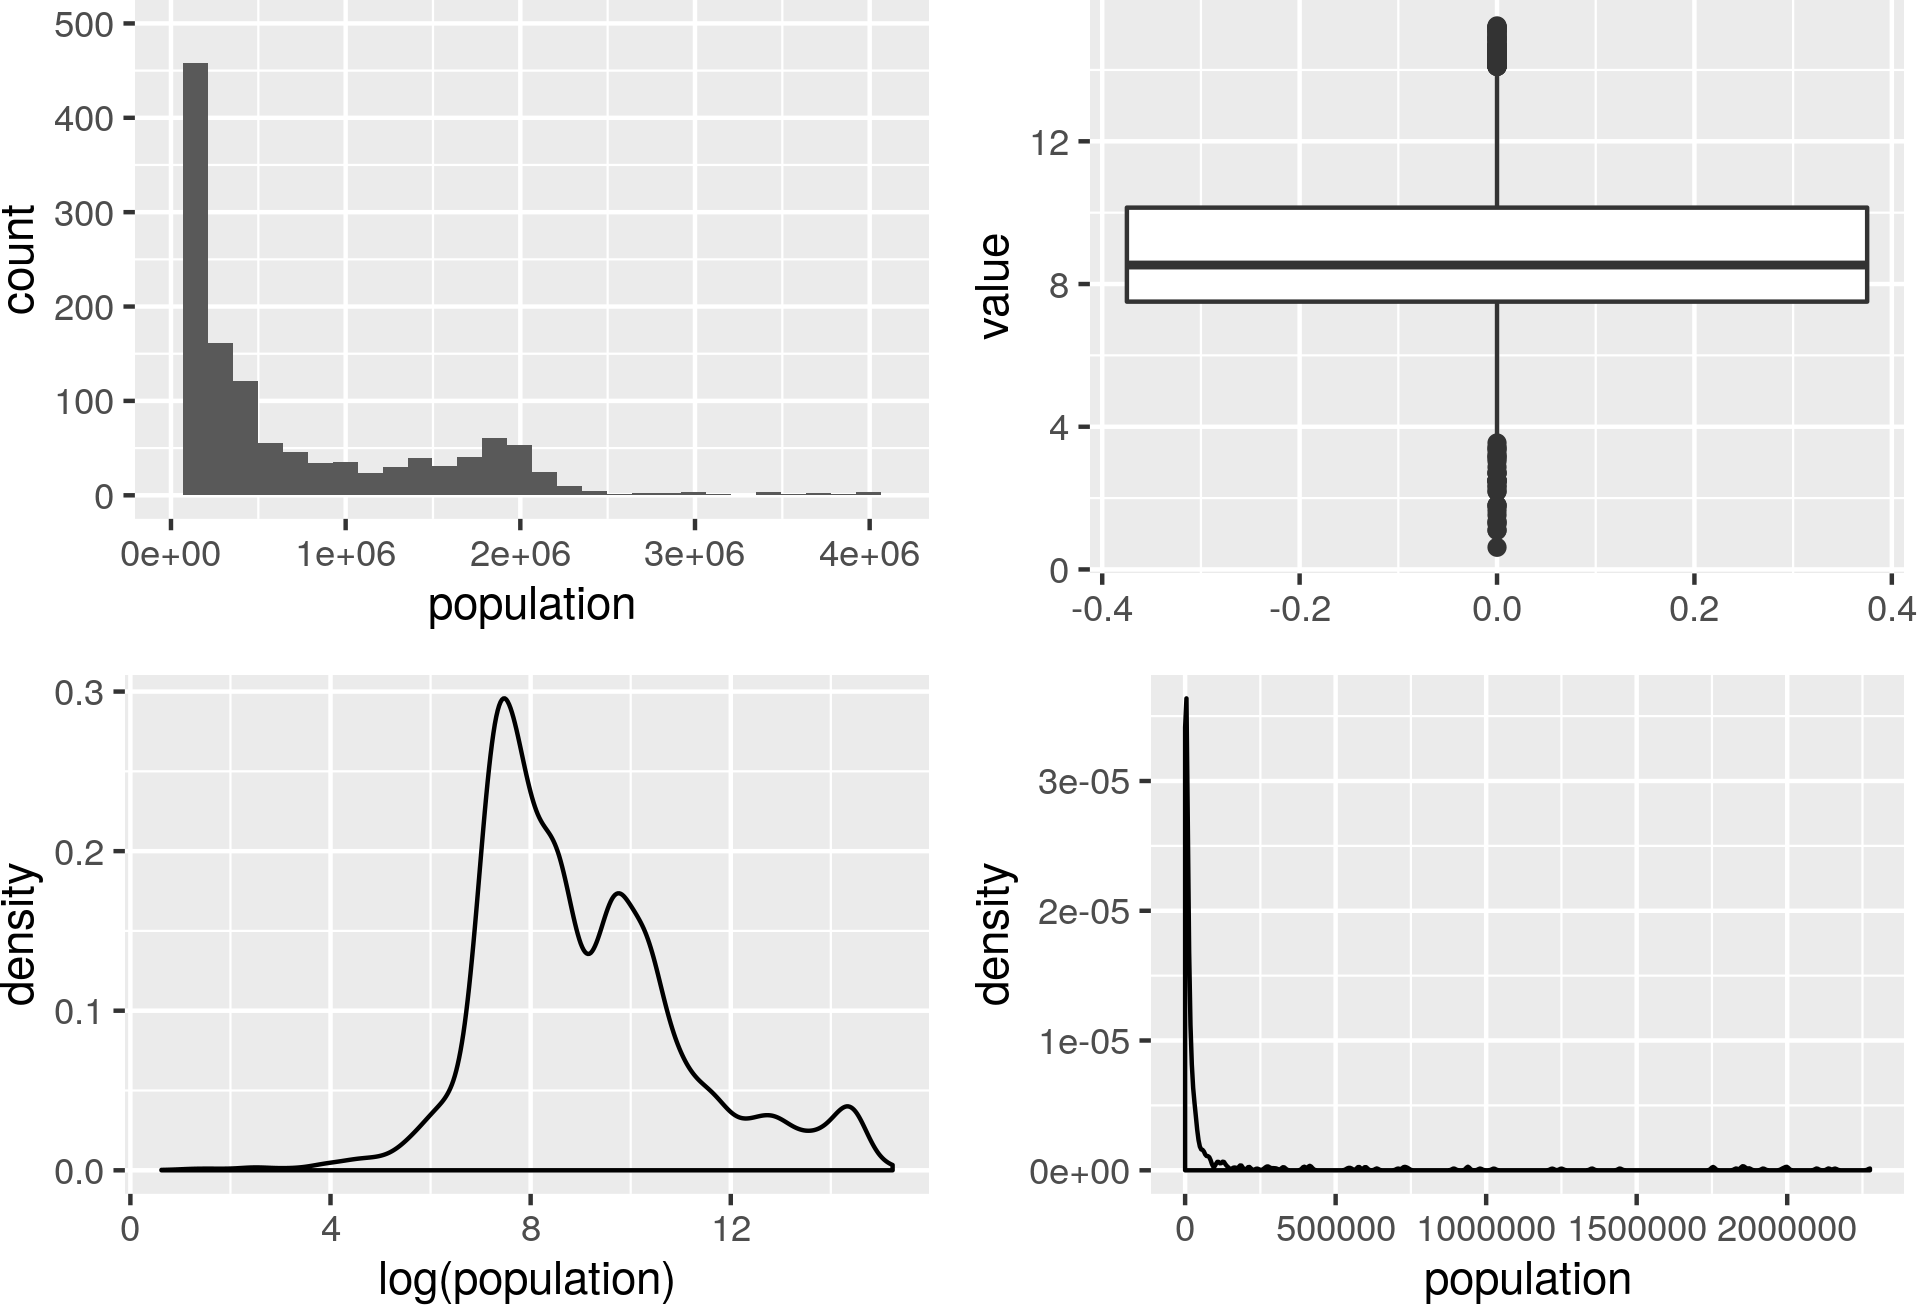 500
400
300
200
100
0
count
0e+00 1e+06 2e+06 3e+06 4e+06
population
12
8
4
0
value
-0.4 -0.2 0.0 0.2 0.4
0.3
0.2
0.1
0.0
density
0 4 8 12
log(population)
3e-05
2e-05
1e-05
0e+00
density
0 500000 1000000 1500000 2000000
population